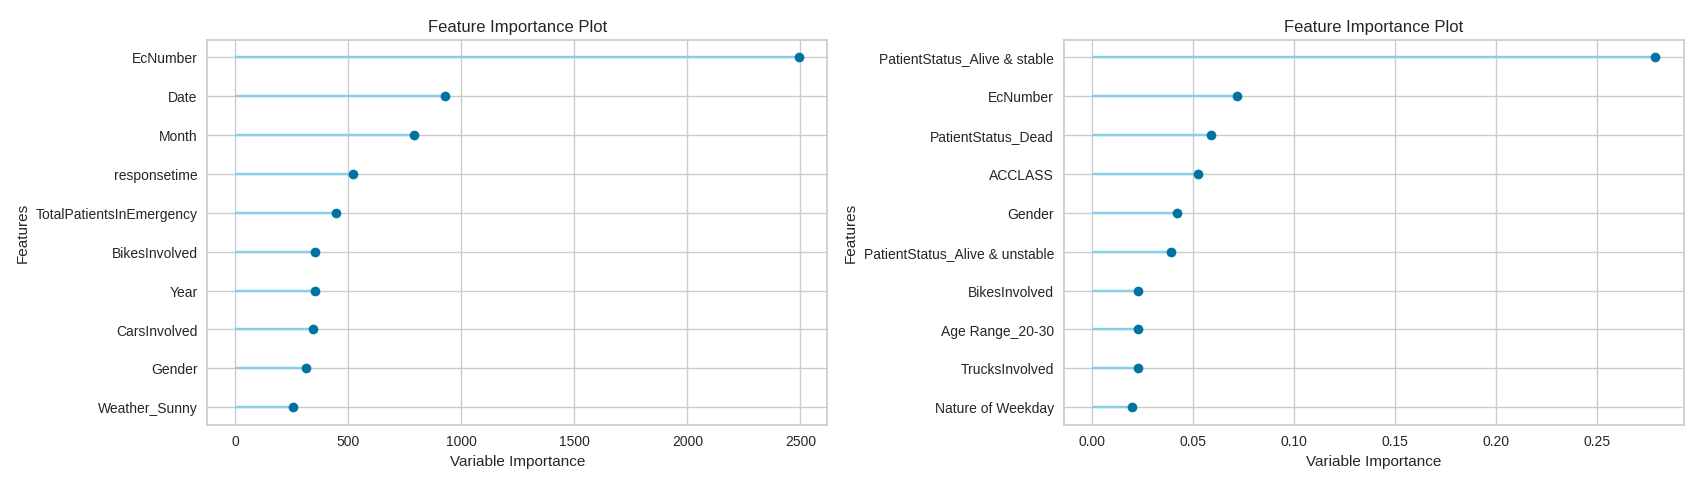 Feature Importance Plot
Features
EcNumber
Date
Month
responsetime
TotalPatientsInEmergency
BikesInvolved
Year
CarsInvolved
Gender
Weather_Sunny
0 500 1000 1500 2000 2500
Variable Importance
Feature Importance Plot
Features
PatientStatus_Alive & stable
EcNumber
PatientStatus_Dead
ACCLASS
Gender
PatientStatus_Alive & unstable
BikesInvolved
Age Range_20-30
TrucksInvolved
Nature of Weekday
0.00 0.05 0.10 0.15 0.20 0.25
Variable Importance